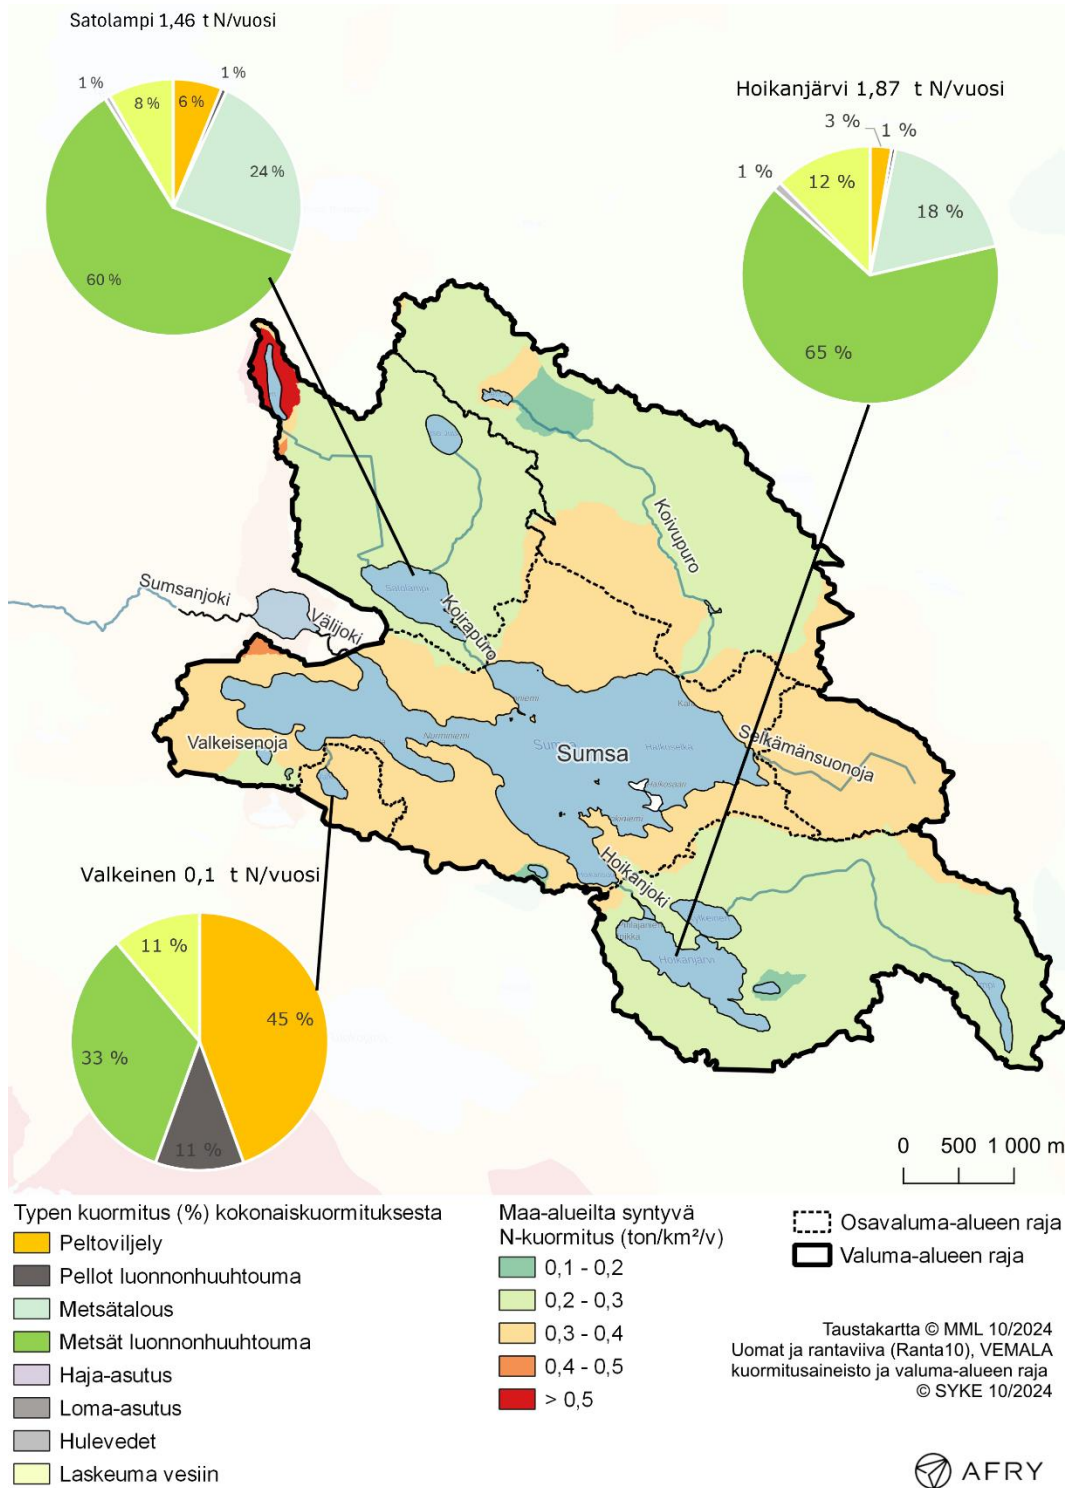 Satolampi 1,46 t N/vuosi
1 %
8 %
6 %
1 %
24 %
60 %
Hoikanjärvi 1,87 t N/vuosi
3 %
1 %
1 %
12 %
18 %
65 %
Koivupuro
Sumsanjoki
Välijoki
Satolampi
Koirapuro
Valkeisenoja
Sumsa
Selkämänsuonoja
Hoikanjoki
Hoikanjärvi
Valkeinen 0,1 t N/vuosi
11 %
45 %
33 %
11 %
0 500 1 000 m
Typen kuormitus (%) kokonaiskuormituksesta
Peltoviljely
Pellot luonnonhuuhtouma
Metsätalous
Metsät luonnonhuuhtouma
Haja-asutus
Loma-asutus
Hulevedet
Laskeuma vesiin
Maa-alueilta syntyvä
N-kuormitus (ton/km²/v)
0,1 - 0,2
0,2 - 0,3
0,3 - 0,4
0,4 - 0,5
> 0,5
Osavaluma-alueen raja
Valuma-alueen raja
Taustakartta © MML 10/2024
Uomat ja rantaviiva (Ranta10), VEMALA
kuormitusaineisto ja valuma-alueen raja
© SYKE 10/2024
AFRY